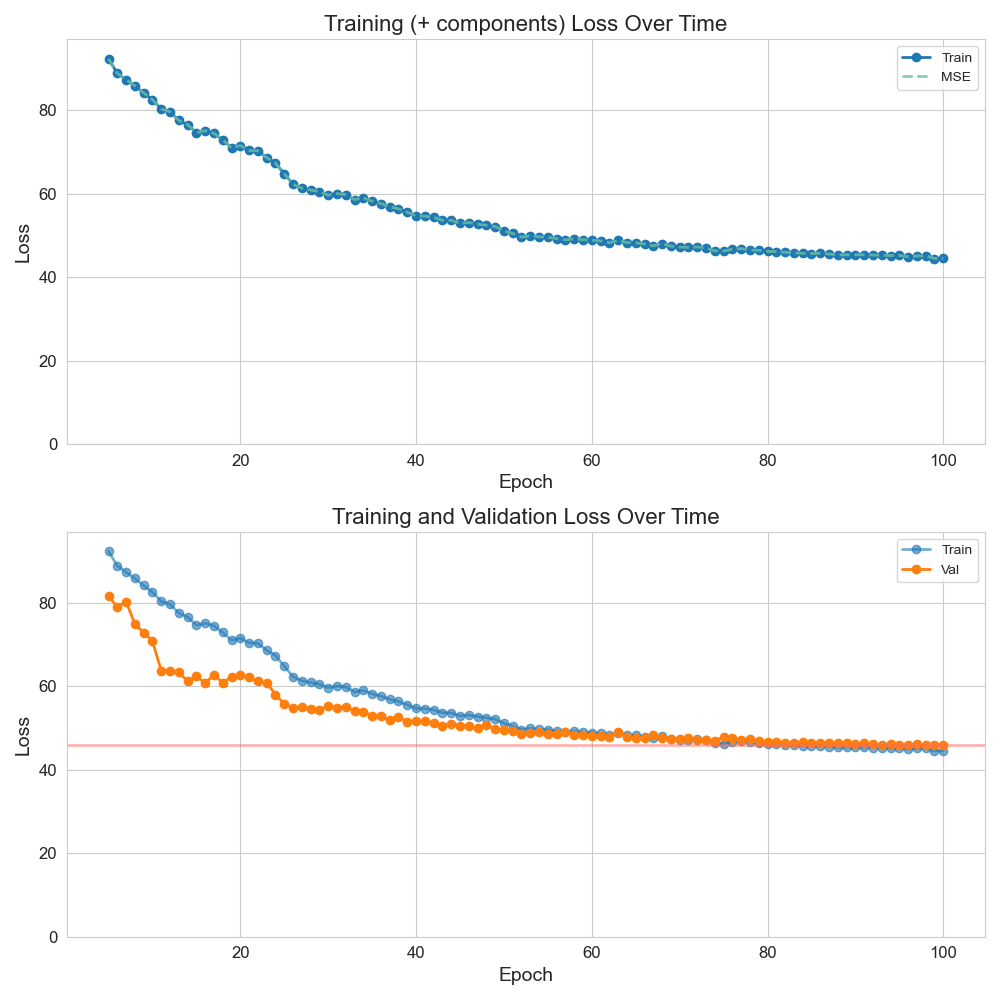 Training (+ components) Loss Over Time
Train
MSE
Loss
80
60
40
20
0
20 40 60 80 100
Epoch
Training and Validation Loss Over Time
Train
Val
Loss
80
60
40
20
0
20 40 60 80 100
Epoch